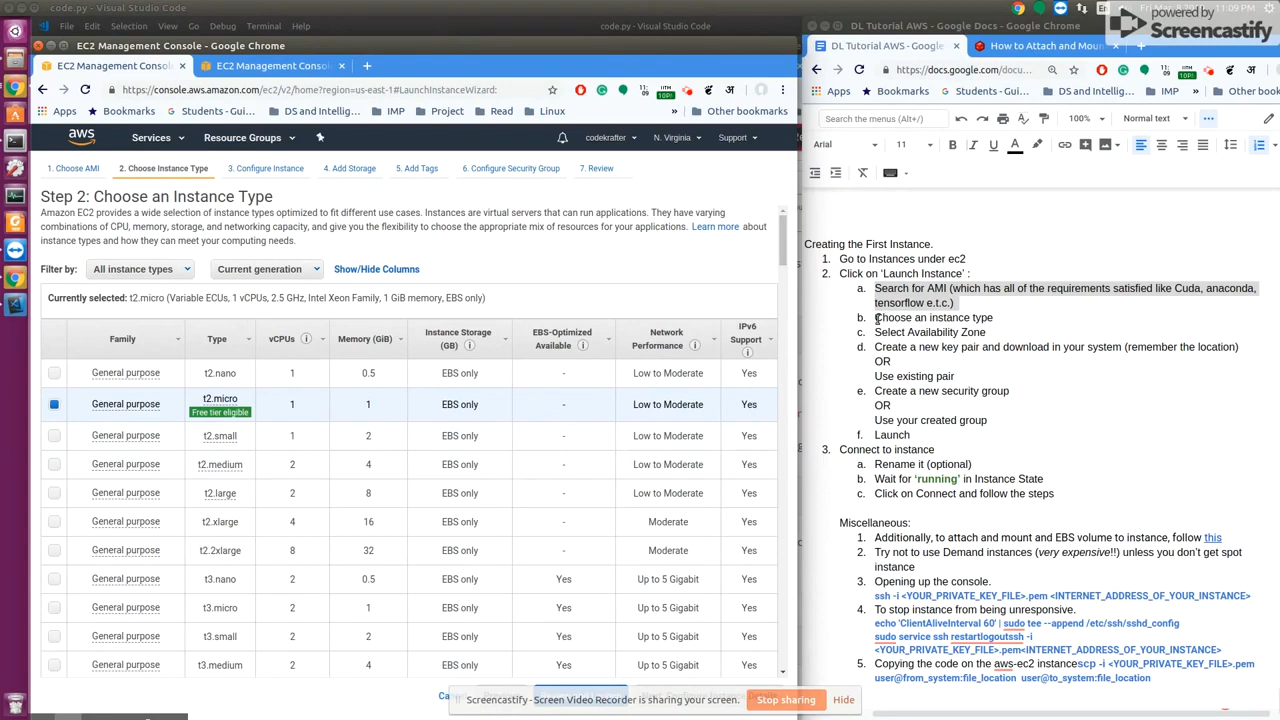 code.py - Visual Studio Code
File Edit Selection View Go Debug Terminal Help
code.py - Visual Studio Code
EC2 Management Console - Google Chrome
EC2 Management Consol
EC2 Management Consol
https://console.aws.amazon.com/ec2/v2/home?region=us-east-1#LaunchInstanceWizard:
Apps Bookmarks Students - Gui DS and Intellig IMP Project Read Linux » Other bookmarks
aws Services Resource Groups codekrafter N. Virginia Support
1. Choose AMI 2. Choose Instance Type 3. Configure Instance 4. Add Storage 5. Add Tags 6. Configure Security Group 7. Review
Step 2: Choose an Instance Type
Amazon EC2 provides a wide selection of instance types optimized to fit different use cases. Instances are virtual servers that can run applications. They have varying
combinations of CPU, memory, storage, and networking capacity, and give you the flexibility to choose the appropriate mix of resources for your applications. Learn more about
instance types and how they can meet your computing needs.
Filter by: All instance types Current generation Show/Hide Columns
Currently selected: t2.micro (Variable ECUs, 1 vCPUs, 2.5 GHz, Intel Xeon Family, 1 GiB memory, EBS only)
Family Type vCPUs Memory (GiB) Instance Storage (GB) EBS-Optimized Available Network Performance IPv6 Support
General purpose t2.nano 1 0.5 EBS only - Low to Moderate Yes
General purpose t2.micro Free tier eligible 1 1 EBS only - Low to Moderate Yes
General purpose t2.small 1 2 EBS only - Low to Moderate Yes
General purpose t2.medium 2 4 EBS only - Low to Moderate Yes
General purpose t2.large 2 8 EBS only - Low to Moderate Yes
General purpose t2.xlarge 4 16 EBS only - Moderate Yes
General purpose t2.2xlarge 8 32 EBS only - Moderate Yes
General purpose t3.nano 2 0.5 EBS only Yes Up to 5 Gigabit Yes
General purpose t3.micro 2 1 EBS only Yes Up to 5 Gigabit Yes
General purpose t3.small 2 2 EBS only Yes Up to 5 Gigabit Yes
General purpose t3.medium 2 4 EBS only Yes Up to 5 Gigabit Yes
Screencastify - Screen Video Recorder is sharing your screen. Stop sharing Hide
powered by
Screencastify
DL Tutorial AWS - Google Docs - Google Chrome
DL Tutorial AWS - Google
How to Attach and Moun
https://docs.google.com/docu...
Apps Bookmarks Students - Gui DS and Intellig IMP » Other boo
Search the menus (Alt+/) 100% Normal text
Arial 11
Creating the First Instance.
1. Go to Instances under ec2
2. Click on ‘Launch Instance’ :
a. Search for AMI (which has all of the requirements satisfied like Cuda, anaconda,
tensorflow e.t.c.)
b. Choose an instance type
c. Select Availability Zone
d. Create a new key pair and download in your system (remember the location)
OR
Use existing pair
e. Create a new security group
OR
Use your created group
f. Launch
3. Connect to instance
a. Rename it (optional)
b. Wait for ‘running’ in Instance State
c. Click on Connect and follow the steps
Miscellaneous:
1. Additionally, to attach and mount and EBS volume to instance, follow this
2. Try not to use Demand instances (very expensive!!) unless you don’t get spot
instance
3. Opening up the console.
ssh -i <YOUR_PRIVATE_KEY_FILE>.pem <INTERNET_ADDRESS_OF_YOUR_INSTANCE>
4. To stop instance from being unresponsive.
echo 'ClientAliveInterval 60' | sudo tee --append /etc/ssh/sshd_config
sudo service ssh restartlogoutssh -i
<YOUR_PRIVATE_KEY_FILE>.pem<INTERNET_ADDRESS_OF_YOUR_INSTANCE>
5. Copying the code on the aws-ec2 instancescp -i <YOUR_PRIVATE_KEY_FILE>.pem
user@from_system:file_location user@to_system:file_location